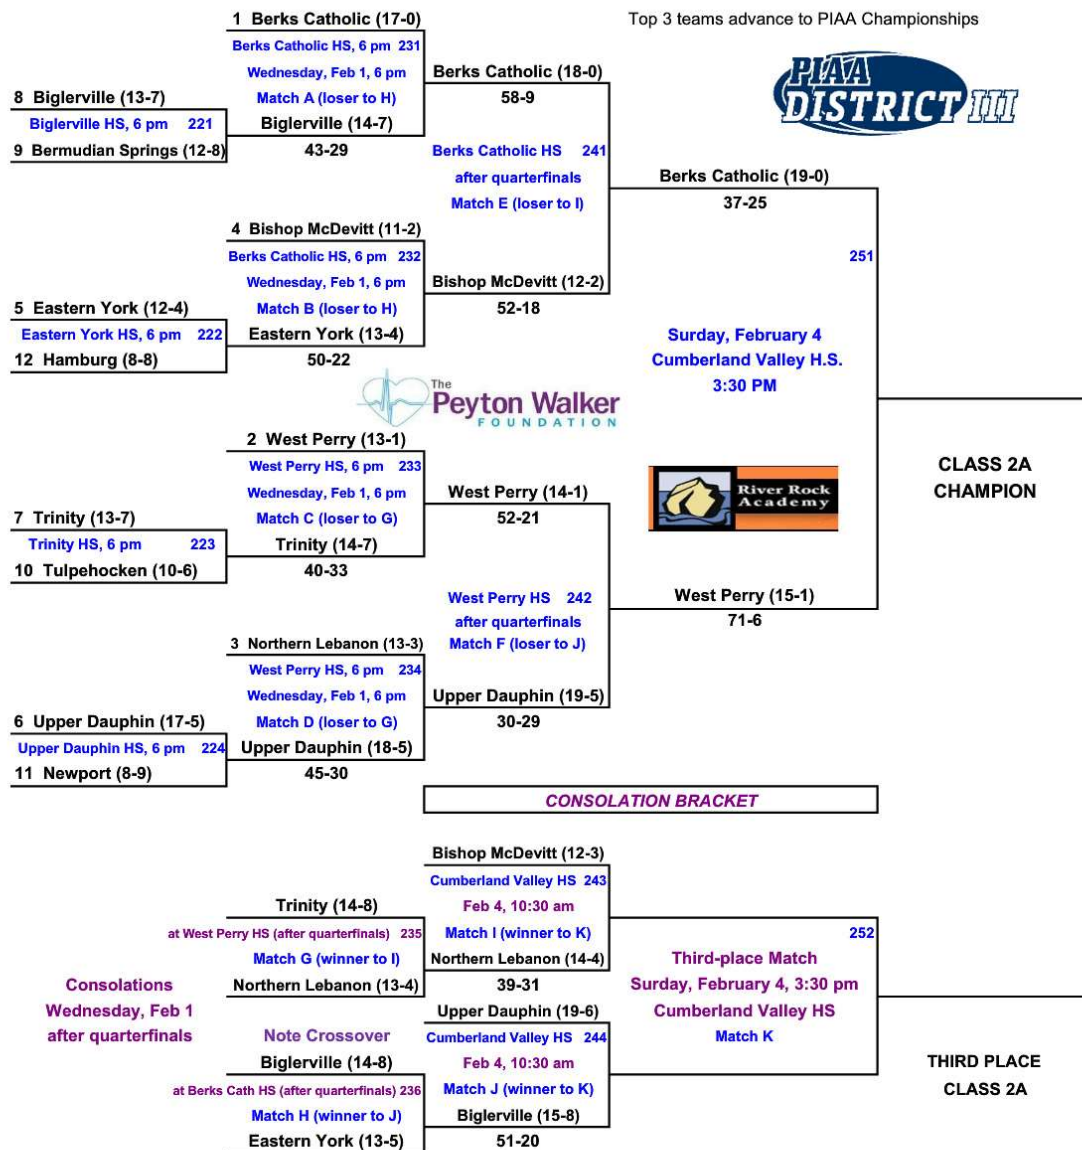 1 Berks Catholic (17-0)
Top 3 teams advance to PIAA Championships
Berks Catholic HS, 6 pm 231
Wednesday, Feb 1, 6 pm
Berks Catholic (18-0)
PIAA
DISTRICT III
8 Biglerville (13-7)
Match A (loser to H)
58-9
Biglerville HS, 6 pm 221
Biglerville (14-7)
9 Bermudian Springs (12-8)
43-29
Berks Catholic HS 241
after quarterfinals
Berks Catholic (19-0)
Match E (loser to I)
37-25
4 Bishop McDevitt (11-2)
Berks Catholic HS, 6 pm 232
251
Wednesday, Feb 1, 6 pm
Bishop McDevitt (12-2)
5 Eastern York (12-4)
Match B (loser to H)
52-18
Eastern York HS, 6 pm 222
Eastern York (13-4)
Surday, February 4
12 Hamburg (8-8)
50-22
Cumberland Valley H.S.
3:30 PM
The
Peyton Walker
FOUNDATION
2 West Perry (13-1)
West Perry HS, 6 pm 233
CLASS 2A
CHAMPION
Wednesday, Feb 1, 6 pm
West Perry (14-1)
River Rock
Academy
7 Trinity (13-7)
Match C (loser to G)
52-21
Trinity HS, 6 pm 223
Trinity (14-7)
10 Tulpehocken (10-6)
40-33
West Perry HS 242
West Perry (15-1)
after quarterfinals
71-6
3 Northern Lebanon (13-3)
Match F (loser to J)
West Perry HS, 6 pm 234
Wednesday, Feb 1, 6 pm
Upper Dauphin (19-5)
6 Upper Dauphin (17-5)
Match D (loser to G)
30-29
Upper Dauphin HS, 6 pm 224
Upper Dauphin (18-5)
11 Newport (8-9)
45-30
CONSOLATION BRACKET
Bishop McDevitt (12-3)
Cumberland Valley HS 243
Trinity (14-8)
Feb 4, 10:30 am
at West Perry HS (after quarterfinals) 235
Match I (winner to K)
252
Match G (winner to I)
Northern Lebanon (14-4)
Third-place Match
Consolations
Northern Lebanon (13-4)
39-31
Surday, February 4, 3:30 pm
Wednesday, Feb 1
Upper Dauphin (19-6)
Cumberland Valley HS
after quarterfinals
Note Crossover
Cumberland Valley HS 244
Match K
Biglerville (14-8)
Feb 4, 10:30 am
THIRD PLACE
at Berks Cath HS (after quarterfinals) 236
Match J (winner to K)
CLASS 2A
Match H (winner to J)
Biglerville (15-8)
Eastern York (13-5)
51-20